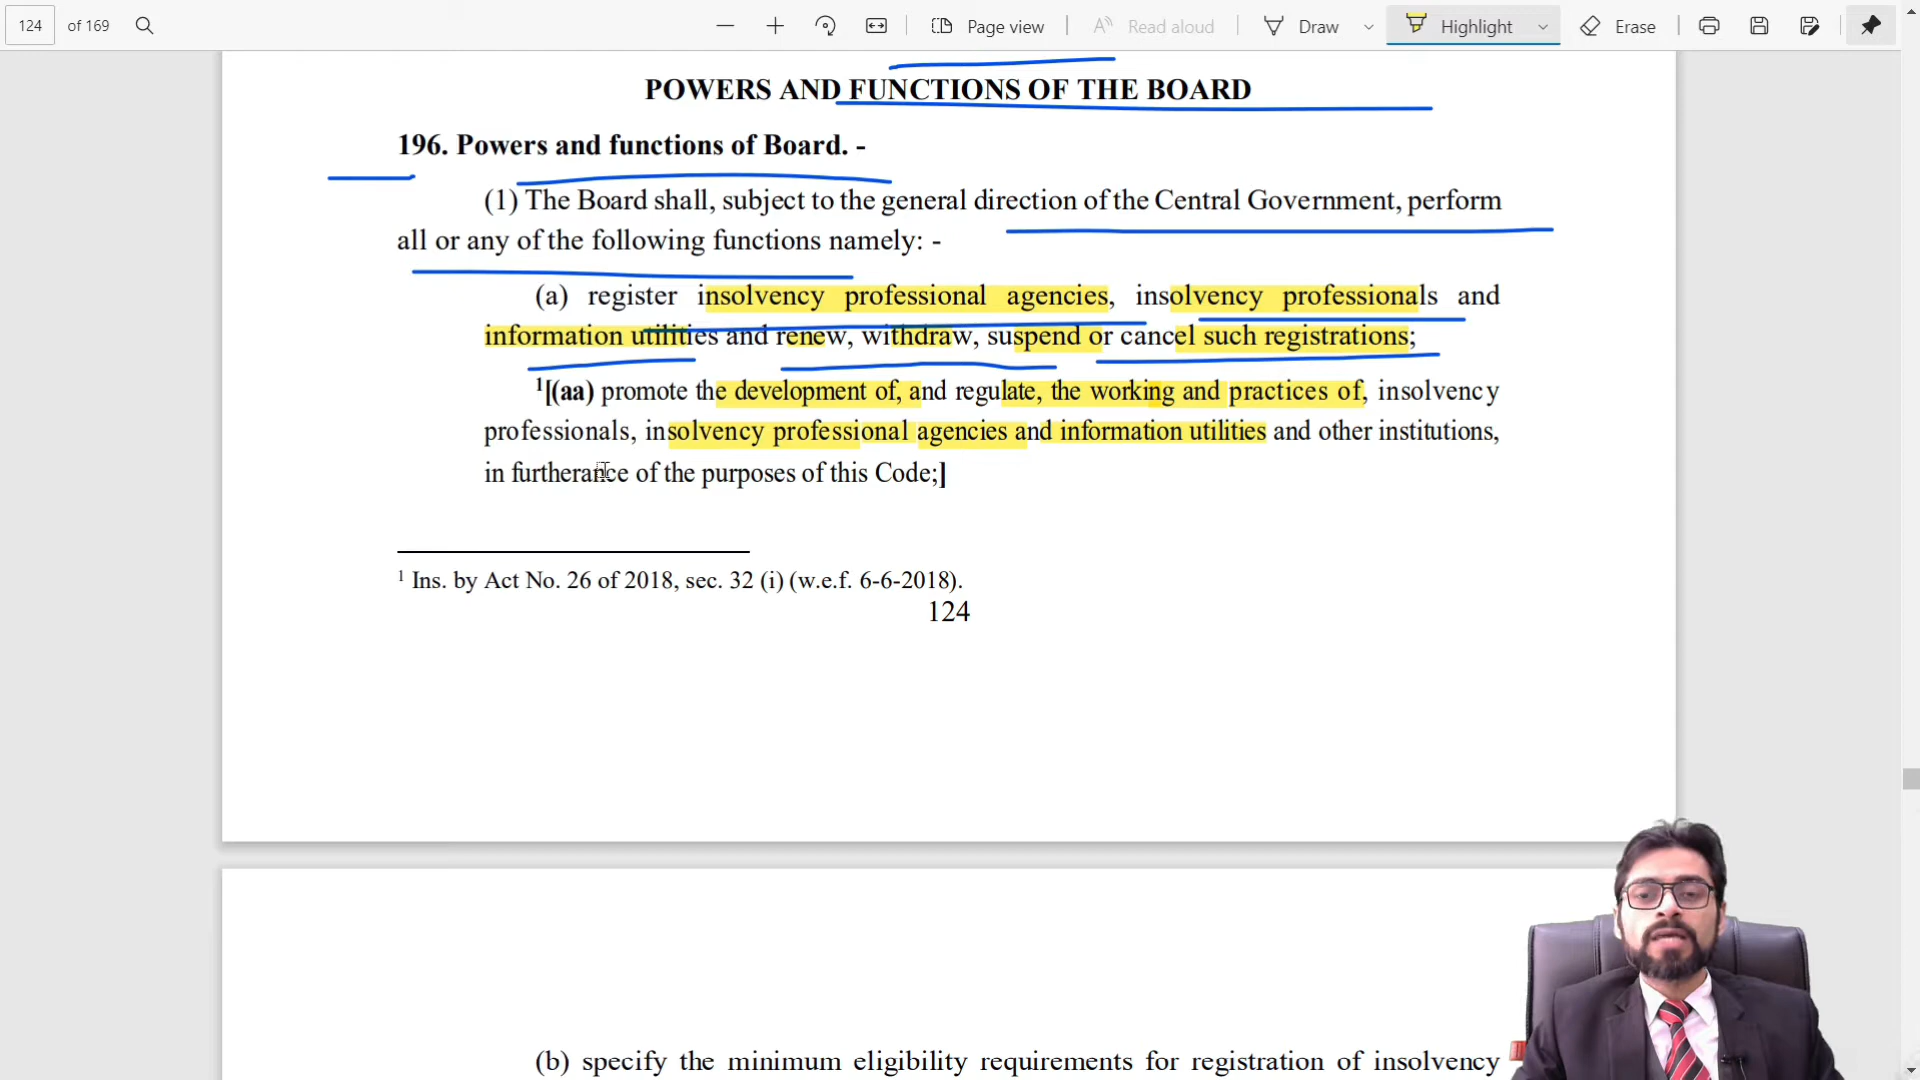 124 of 169 Page view Read aloud Draw Highlight Erase
POWERS AND FUNCTIONS OF THE BOARD
196. Powers and functions of Board. -
(1) The Board shall, subject to the general direction of the Central Government, perform
all or any of the following functions namely: -
(a) register insolvency professional agencies, insolvency professionals and
information utilities and renew, withdraw, suspend or cancel such registrations;
1[(aa) promote the development of, and regulate, the working and practices of, insolvency
professionals, insolvency professional agencies and information utilities and other institutions,
in furtherance of the purposes of this Code;]
1 Ins. by Act No. 26 of 2018, sec. 32 (i) (w.e.f. 6-6-2018).
124
(b) specify the minimum eligibility requirements for registration of insolvency